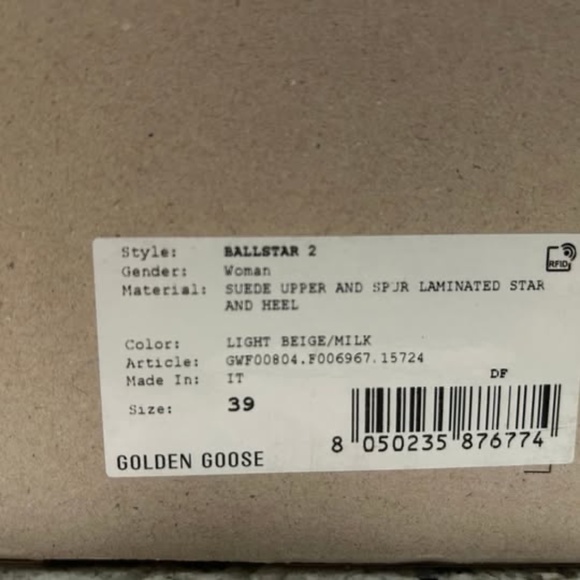 Style: BALLSTAR 2
RFID
Gender: Woman
Material: SUEDE UPPER AND SPUR LAMINATED STAR
AND HEEL
Color: LIGHT BEIGE/MILK
Article: GWF00804.F006967.15724
Made In: IT
DF
Size: 39
8 050235 876774
GOLDEN GOOSE